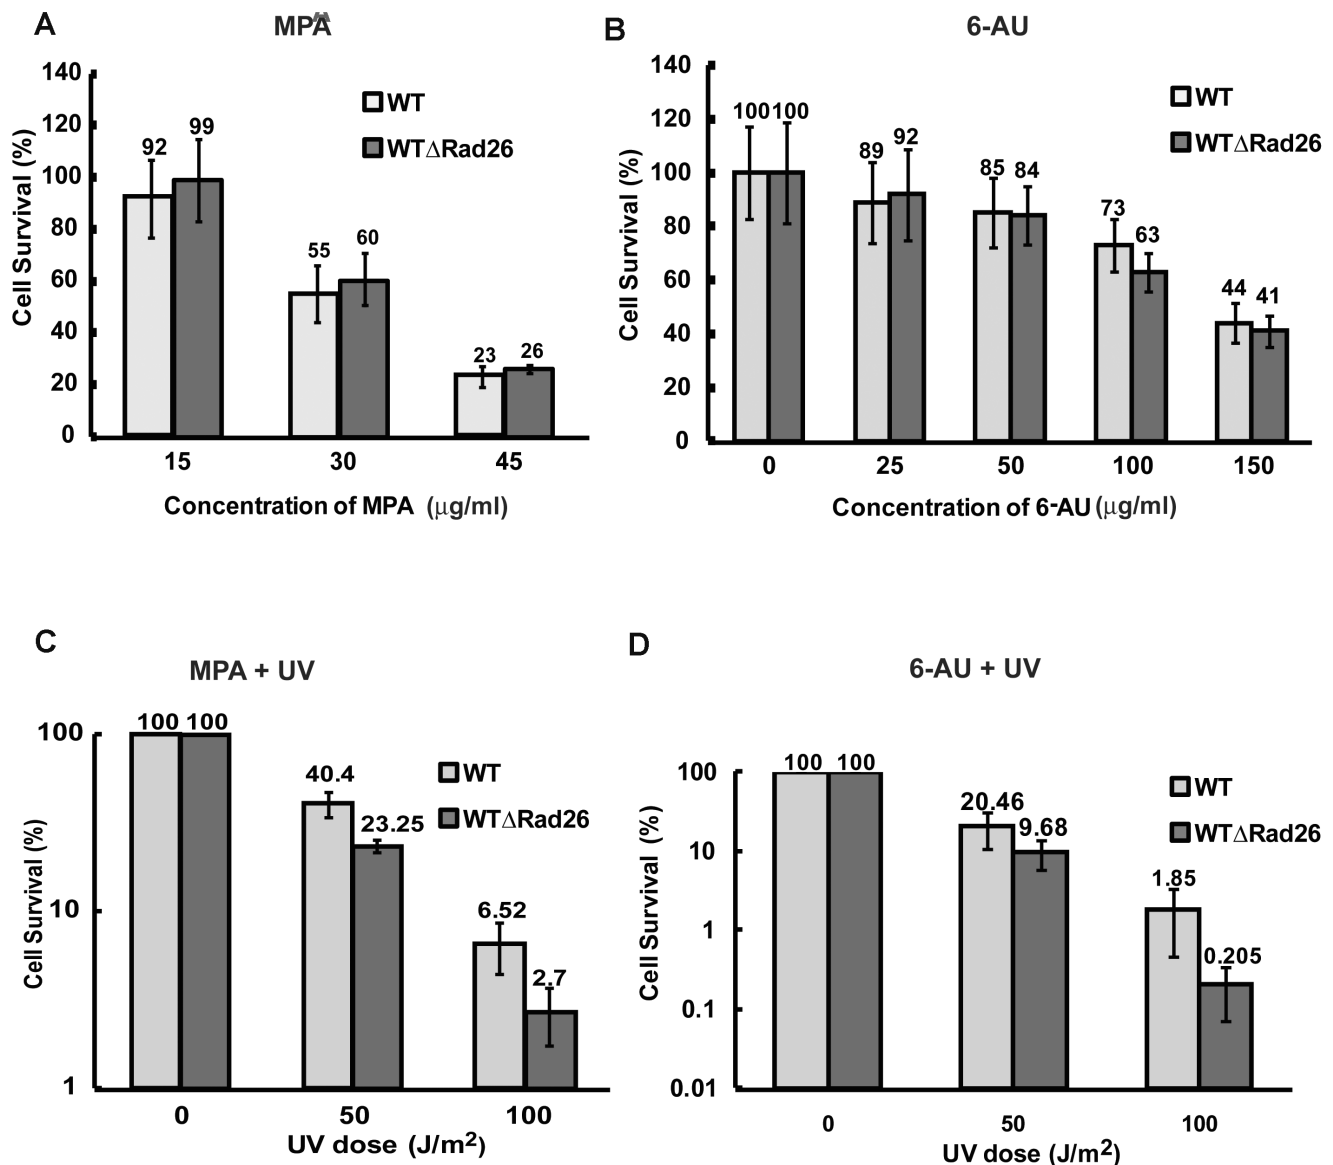 A
MPA
140
120
100
80
60
40
20
0
Cell Survival (%)
92
99
55
60
23
26
WT
WTΔRad26
15
30
45
Concentration of MPA (μg/ml)
B
6-AU
140
120
100
80
60
40
20
0
Cell Survival (%)
100
100
89
92
85
84
73
63
44
41
WT
WTΔRad26
0
25
50
100
150
Concentration of 6-AU (μg/ml)
C
MPA + UV
100
10
1
Cell Survival (%)
100
100
40.4
23.25
6.52
2.7
WT
WTΔRad26
0
50
100
UV dose (J/m²)
D
6-AU + UV
100
10
1
0.1
0.01
Cell Survival (%)
100
100
20.46
9.68
1.85
0.205
WT
WTΔRad26
0
50
100
UV dose (J/m²)